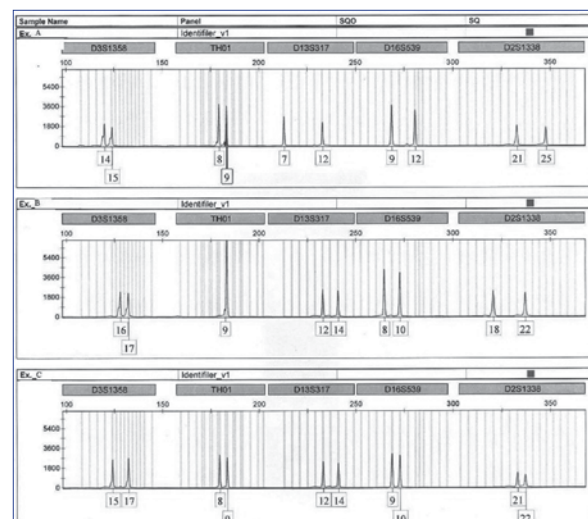 Sample Name Panel SQO SQ
Ex._A Identifiler_v1
D3S1358 TH01 D13S317 D16S539 D2S1338
100 150 200 250 300 350
5400
3600
1800
0
14 8 7 12 9 12 21 25
15 9
Ex._B Identifiler_v1
D3S1358 TH01 D13S317 D16S539 D2S1338
100 150 200 250 300 350
5400
3600
1800
0
16 9 12 14 8 10 18 22
17
Ex._C Identifiler_v1
D3S1358 TH01 D13S317 D16S539 D2S1338
100 150 200 250 300 350
5400
3600
1800
0
15 17 8 12 14 9 21
9 10 22